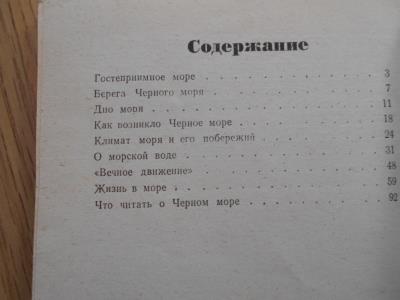 Содержание
Гостеприимное море . . . . . . . . . . . 3
Берега Черного моря . . . . . . . . . . 7
Дно моря . . . . . . . . . . . . . . 11
Как возникло Черное море . . . . . . . . 18
Климат моря и его побережий . . . . . . . 24
О морской воде . . . . . . . . . . . . 31
«Вечное движение» . . . . . . . . . . . 48
Жизнь в море . . . . . . . . . . . . . 59
Что читать о Черном море . . . . . . . . 92